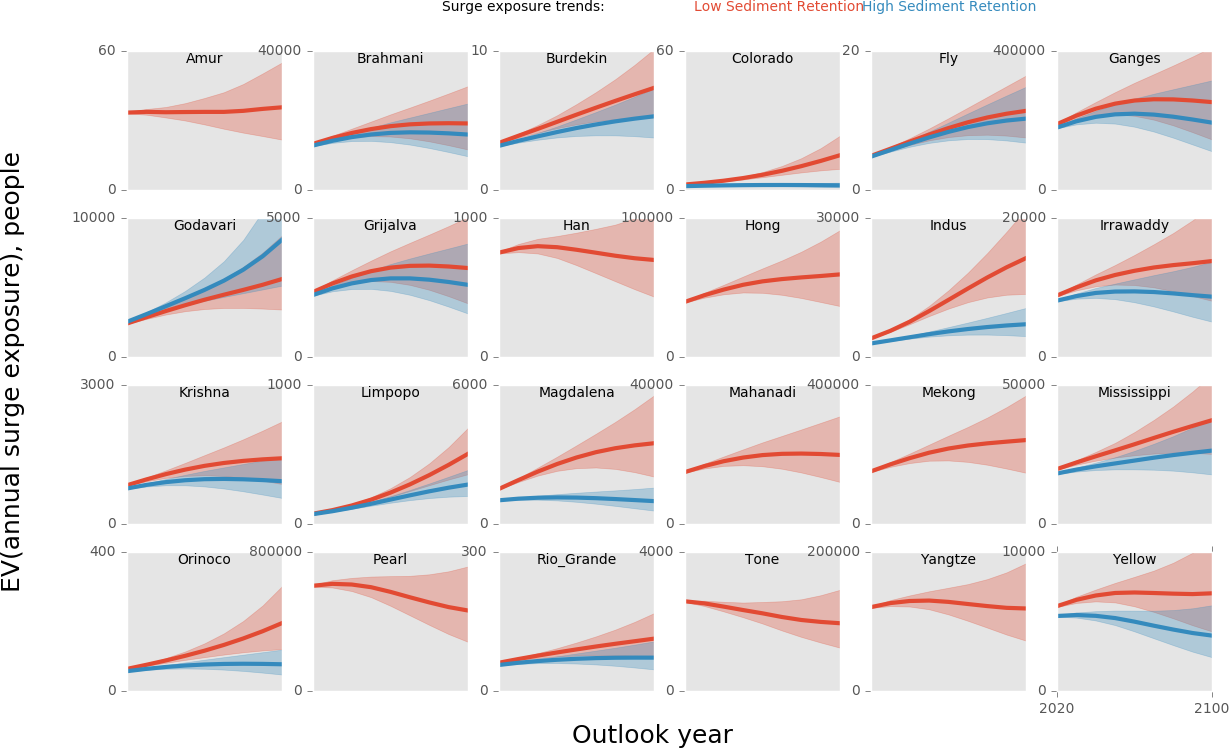 Surge exposure trends: Low Sediment Retention High Sediment Retention
60 Amur 40000 Brahmani 10 Burdekin 60 Colorado 20 Fly 400000 Ganges
0 0 0 0 0 0
10000 Godavari 5000 Grijalva 1000 Han 100000 Hong 30000 Indus 20000 Irrawaddy
0 0 0 0 0 0
3000 Krishna 1000 Limpopo 6000 Magdalena 40000 Mahanadi 400000 Mekong 50000 Mississippi
0 0 0 0 0 0
400 Orinoco 800000 Pearl 300 Rio_Grande 4000 Tone 200000 Yangtze 10000 Yellow
0 0 0 0 0 0
2020 2100
EV(annual surge exposure), people
Outlook year